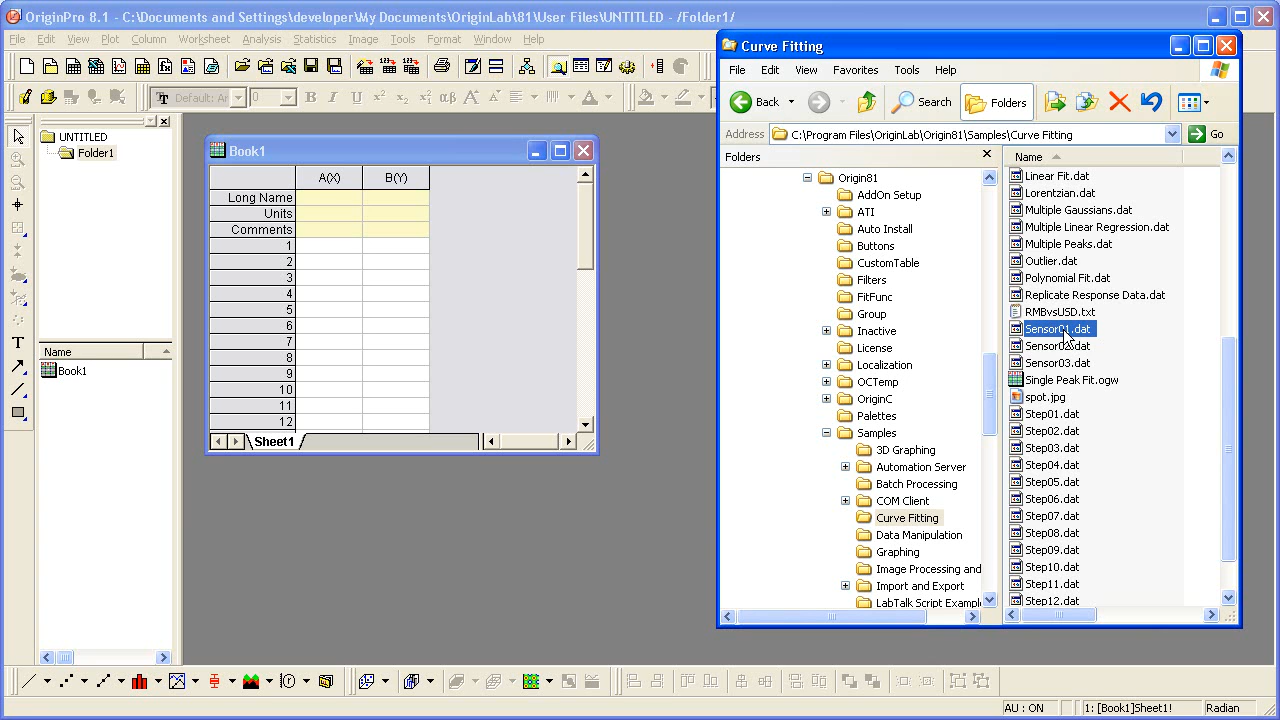 OriginPro 8.1 - C:\Documents and Settings\developer\My Documents\OriginLab\81\User Files\UNTITLED - /Folder1/
File Edit View Plot Column Worksheet Analysis Statistics Image Tools Format Window Help
Default: Ar 0 B I U
UNTITLED
Folder1
Name
Book1
Book1
A(X) B(Y)
Long Name
Units
Comments
1
2
3
4
5
6
7
8
9
10
11
12
Sheet1
Curve Fitting
File Edit View Favorites Tools Help
Back Search Folders
Address C:\Program Files\OriginLab\Origin81\Samples\Curve Fitting Go
Folders
Origin81
AddOn Setup
ATI
Auto Install
Buttons
CustomTable
Filters
FitFunc
Group
Inactive
License
Localization
OCTemp
OriginC
Palettes
Samples
3D Graphing
Automation Server
Batch Processing
COM Client
Curve Fitting
Data Manipulation
Graphing
Image Processing and
Import and Export
LabTalk Script Exampl
Name
Linear Fit.dat
Lorentzian.dat
Multiple Gaussians.dat
Multiple Linear Regression.dat
Multiple Peaks.dat
Outlier.dat
Polynomial Fit.dat
Replicate Response Data.dat
RMBvsUSD.txt
Sensor01.dat
Sensor02.dat
Sensor03.dat
Single Peak Fit.ogw
spot.jpg
Step01.dat
Step02.dat
Step03.dat
Step04.dat
Step05.dat
Step06.dat
Step07.dat
Step08.dat
Step09.dat
Step10.dat
Step11.dat
Step12.dat
AU : ON 1: [Book1]Sheet1! Radian